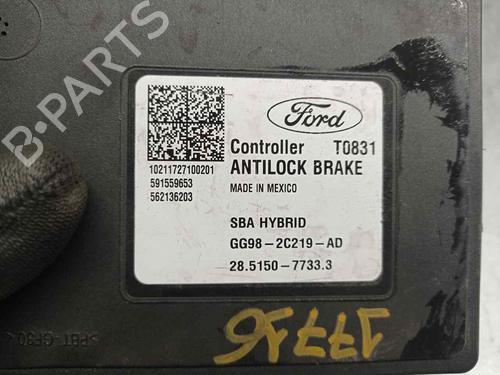 B-PARTS
Ford
Controller T0831
ANTILOCK BRAKE
MADE IN MEXICO
10211727100201
591559653
562136203
SBA HYBRID
GG98-2C219-AD
28.5150-7733.3